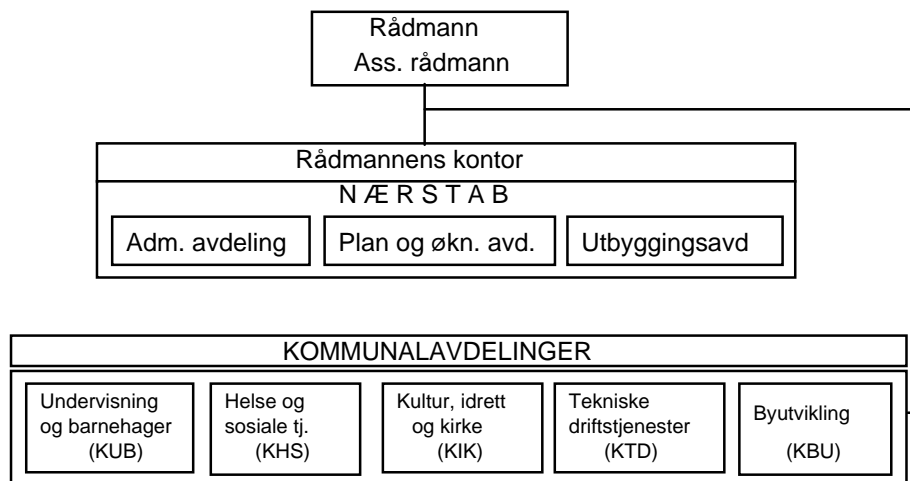 Rådmann
Ass. rådmann
Rådmannens kontor
N Æ R S T A B
Adm. avdeling
Plan og økn. avd.
Utbyggingsavd
KOMMUNALAVDELINGER
Undervisning
og barnehager
(KUB)
Helse og
sosiale tj.
(KHS)
Kultur, idrett
og kirke
(KIK)
Tekniske
driftstjenester
(KTD)
Byutvikling
(KBU)